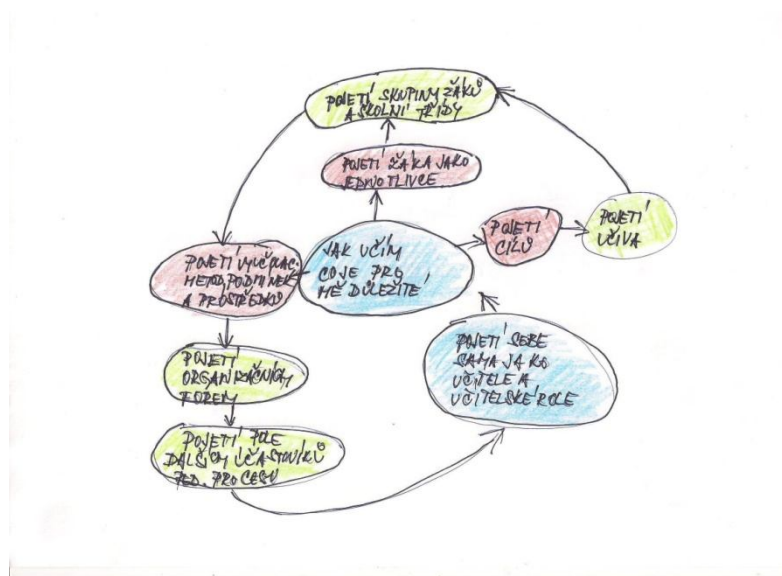 POJETÍ SKUPINY ŽÁKŮ
A ŠKOLNÍ TŘÍDY
POJETÍ ŽÁKA JAKO
JEDNOTLIVCE
POJETÍ
CÍLŮ
POJETÍ
UČIVA
JAK UČÍM
CO JE PRO
MĚ DŮLEŽITÉ
POJETÍ VYUČOVAC.
METOD, PODMÍNEK
A PROSTŘEDKŮ
POJETÍ SEBE
SAMA JAKO
UČITELE A
UČITELSKÉ ROLE
POJETÍ
ORGANIZAČNÍCH
FOREM
POJETÍ ROLE
DALŠÍCH ÚČASTNÍKŮ
PED. PROCESU